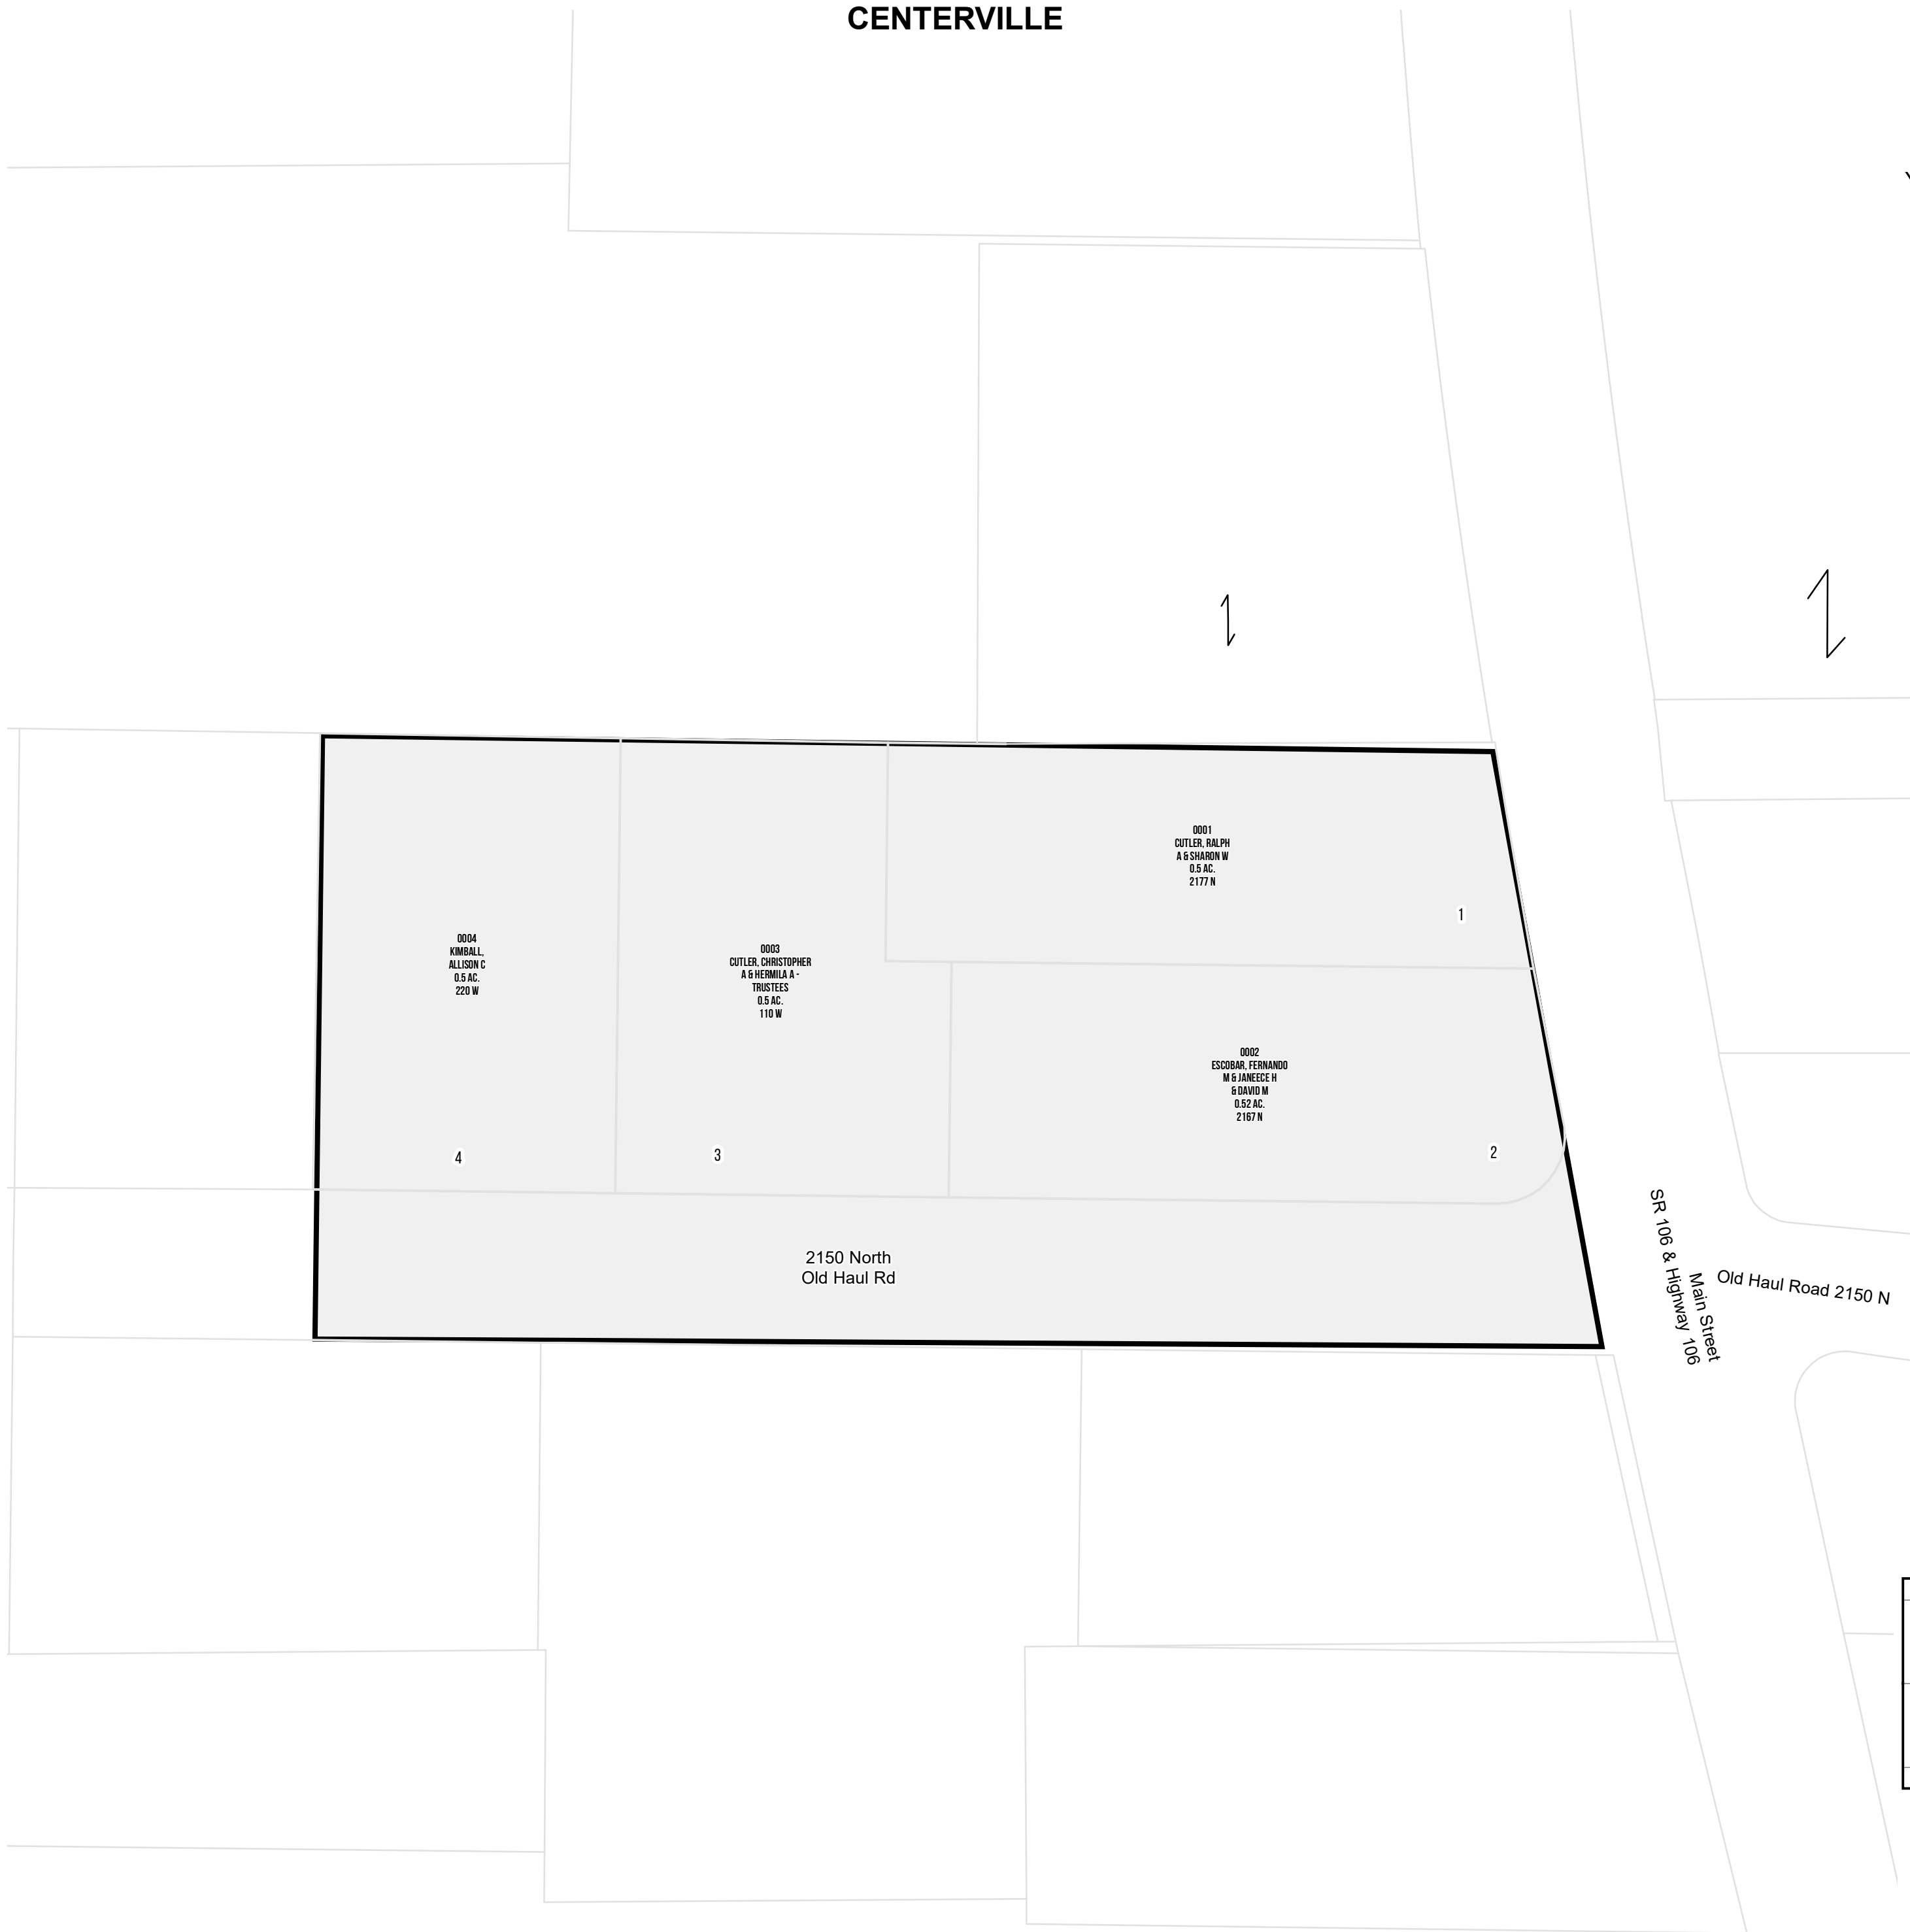 CENTERVILLE
0001
CUTLER, RALPH
A & SHARON W
0.5 AC.
2177 N
1
0004
KIMBALL,
ALLISON C
0.5 AC.
220 W
4
0003
CUTLER, CHRISTOPHER
A & HERMILA A -
TRUSTEES
0.5 AC.
110 W
3
0002
ESCOBAR, FERNANDO
M & JANEECE H
& DAVID M
0.52 AC.
2167 N
2
2150 North
Old Haul Rd
SR 106 & Highway 106
Main Street
Old Haul Road 2150 N